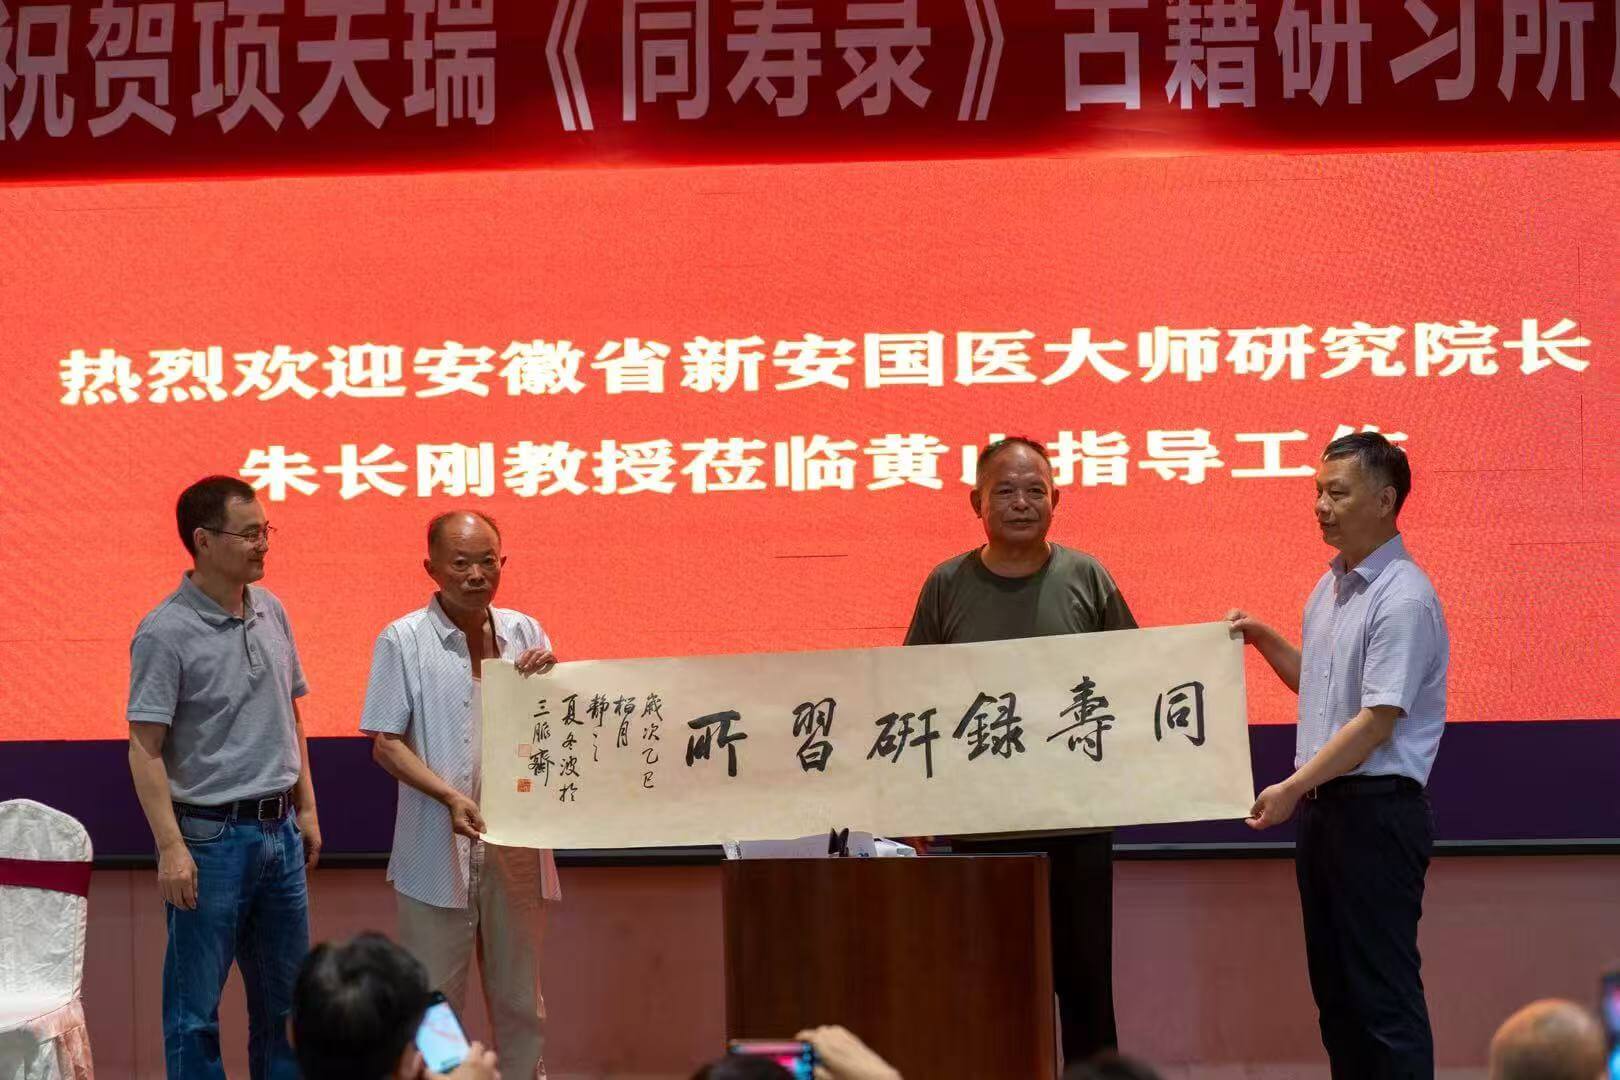 祝贺项天瑞《同寿录》古籍研习所
热烈欢迎安徽省新安国医大师研究院长
朱长刚教授莅临黄山指导工作
同壽録研習所
歲次乙巳
榴月
静之
夏冬波於
三脈齋